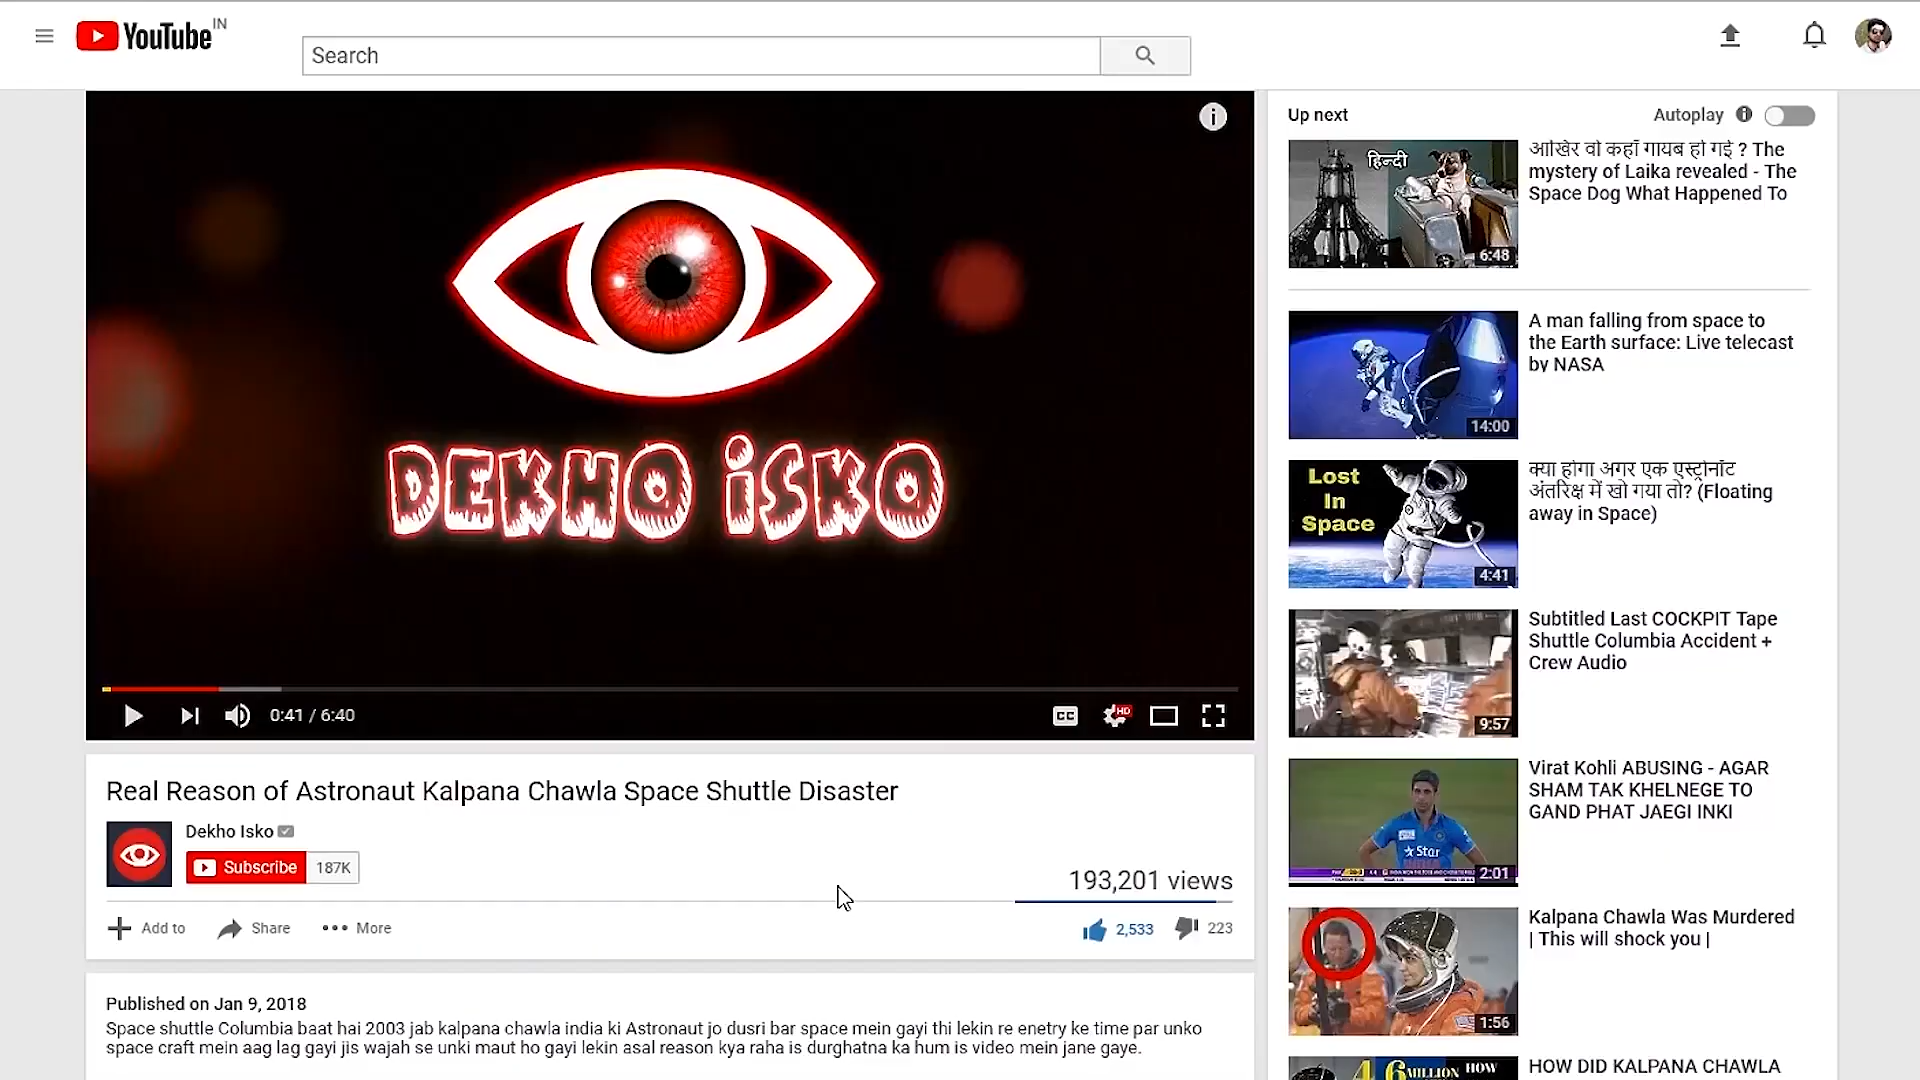 YouTube IN
Search
DEKHO iSKO
0:41 / 6:40
CC
HD
Real Reason of Astronaut Kalpana Chawla Space Shuttle Disaster
Dekho Isko
Subscribe 187K
193,201 views
Add to Share More
2,533 223
Published on Jan 9, 2018
Space shuttle Columbia baat hai 2003 jab kalpana chawla india ki Astronaut jo dusri bar space mein gayi thi lekin re enetry ke time par unko
space craft mein aag lag gayi jis wajah se unki maut ho gayi lekin asal reason kya raha is durghatna ka hum is video mein jane gaye.
Up next Autoplay
हिन्दी
6:48
आखिर वो कहाँ गायब हो गई ? The
mystery of Laika revealed - The
Space Dog What Happened To
14:00
A man falling from space to
the Earth surface: Live telecast
by NASA
Lost
In
Space
4:41
क्या होगा अगर एक एस्ट्रोनॉट
अंतरिक्ष में खो गया तो? (Floating
away in Space)
9:57
Subtitled Last COCKPIT Tape
Shuttle Columbia Accident +
Crew Audio
Star
2:01
Virat Kohli ABUSING - AGAR
SHAM TAK KHELNEGE TO
GAND PHAT JAEGI INKI
1:56
Kalpana Chawla Was Murdered
| This will shock you |
MILLION HOW
HOW DID KALPANA CHAWLA